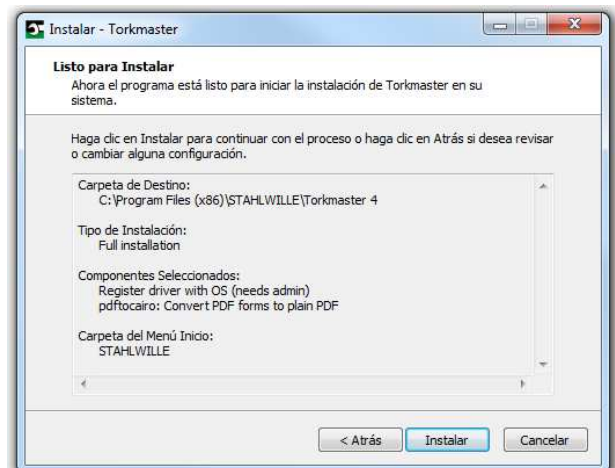 Instalar - Torkmaster
Listo para Instalar
Ahora el programa está listo para iniciar la instalación de Torkmaster en su
sistema.
Haga clic en Instalar para continuar con el proceso o haga clic en Atrás si desea revisar
o cambiar alguna configuración.
Carpeta de Destino:
C:\Program Files (x86)\STAHLWILLE\Torkmaster 4
Tipo de Instalación:
Full installation
Componentes Seleccionados:
Register driver with OS (needs admin)
pdftocairo: Convert PDF forms to plain PDF
Carpeta del Menú Inicio:
STAHLWILLE
< Atrás Instalar Cancelar